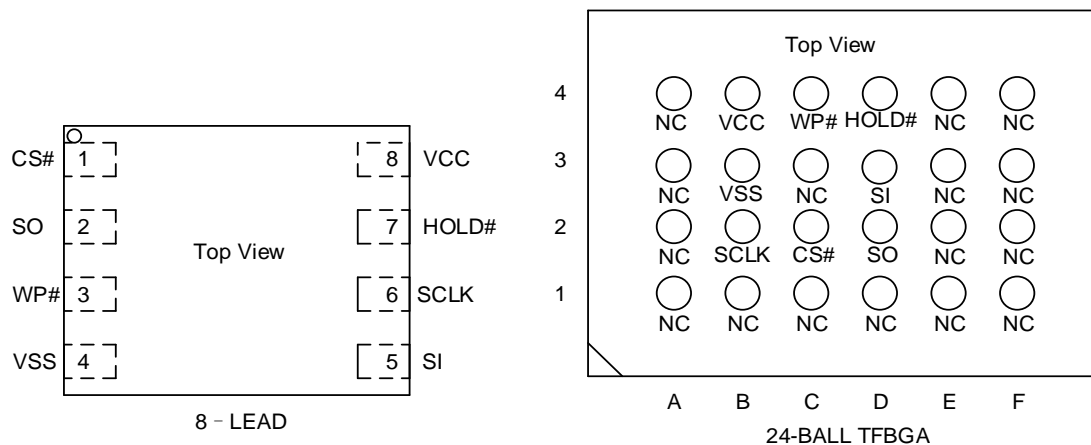 CS# 1 8 VCC
SO 2 7 HOLD#
Top View
WP# 3 6 SCLK
VSS 4 5 SI
8 - LEAD
Top View
4
NC VCC WP# HOLD# NC NC
3
NC VSS NC SI NC NC
2
NC SCLK CS# SO NC NC
1
NC NC NC NC NC NC
A B C D E F
24-BALL TFBGA